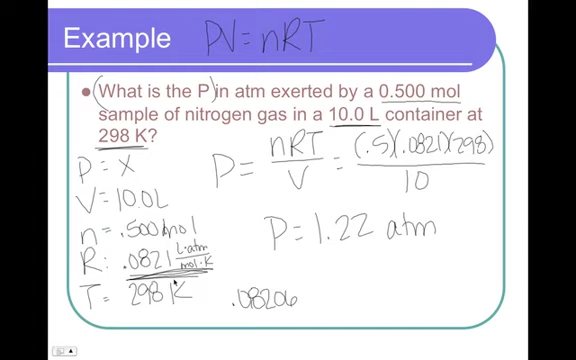 Example PV = nRT
(What is the P) in atm exerted by a 0.500 mol
sample of nitrogen gas in a 10.0 L container at
298 K?
P = X
V = 10.0L
n = .500 mol
R: .0821 L·atm / mol·K
T = 298 K
P = nRT / V = (.5)(.0821)(298) / 10
P = 1.22 atm
.08206